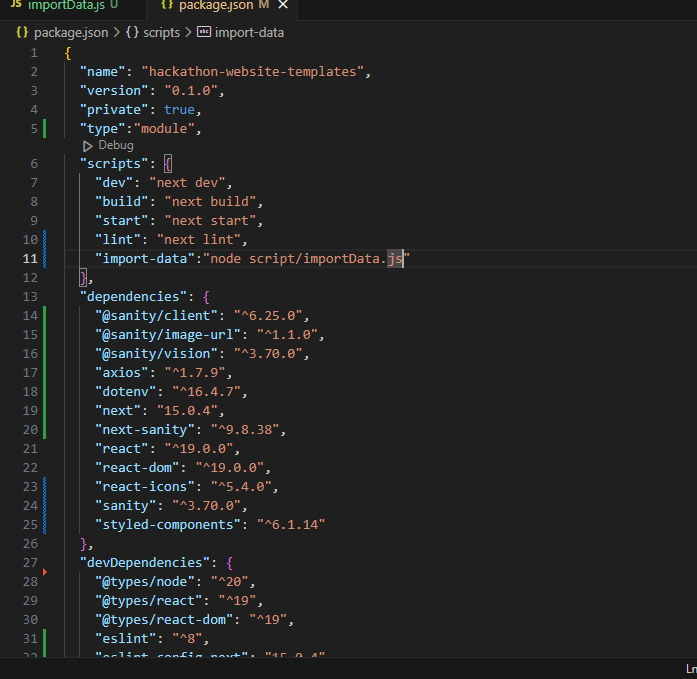 JS importData.js U
{} package.json M ✕
{} package.json > {} scripts > abc import-data
1 {
2 "name": "hackathon-website-templates",
3 "version": "0.1.0",
4 "private": true,
5 "type":"module",
Debug
6 "scripts": {
7 "dev": "next dev",
8 "build": "next build",
9 "start": "next start",
10 "lint": "next lint",
11 "import-data":"node script/importData.js"
12 },
13 "dependencies": {
14 "@sanity/client": "^6.25.0",
15 "@sanity/image-url": "^1.1.0",
16 "@sanity/vision": "^3.70.0",
17 "axios": "^1.7.9",
18 "dotenv": "^16.4.7",
19 "next": "15.0.4",
20 "next-sanity": "^9.8.38",
21 "react": "^19.0.0",
22 "react-dom": "^19.0.0",
23 "react-icons": "^5.4.0",
24 "sanity": "^3.70.0",
25 "styled-components": "^6.1.14"
26 },
27 "devDependencies": {
28 "@types/node": "^20",
29 "@types/react": "^19",
30 "@types/react-dom": "^19",
31 "eslint": "^8",
32 "eslint-config-next": "15.0.4"
Ln